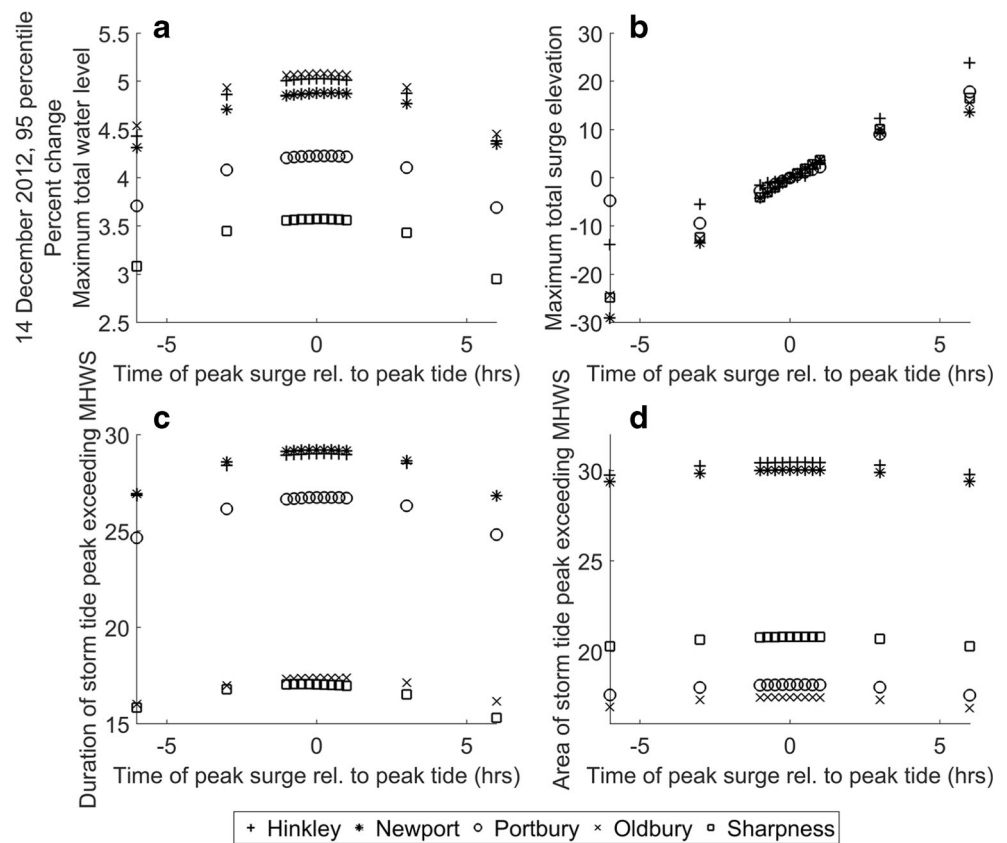 a
14 December 2012, 95 percentile
Percent change
Maximum total water level
5.5
5
4.5
4
3.5
3
2.5
-5
0
5
Time of peak surge rel. to peak tide (hrs)
b
Maximum total surge elevation
30
20
10
0
-10
-20
-30
-5
0
5
Time of peak surge rel. to peak tide (hrs)
c
Duration of storm tide peak exceeding MHWS
30
25
20
15
-5
0
5
Time of peak surge rel. to peak tide (hrs)
d
Area of storm tide peak exceeding MHWS
30
20
-5
0
5
Time of peak surge rel. to peak tide (hrs)
+ Hinkley * Newport o Portbury × Oldbury □ Sharpness